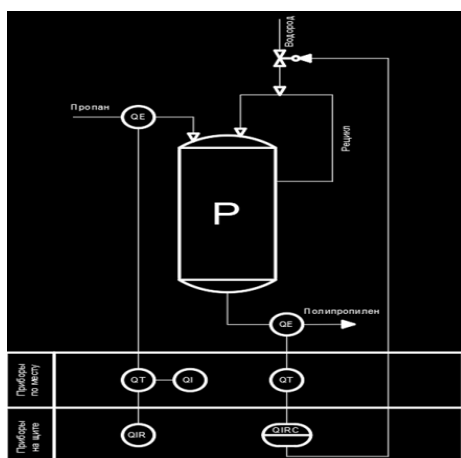 Водород
Пропан
QE
Рецикл
P
Полипропилен
QE
Приборы
по месту
QT
QI
QT
Приборы
на щите
QIR
QIRC